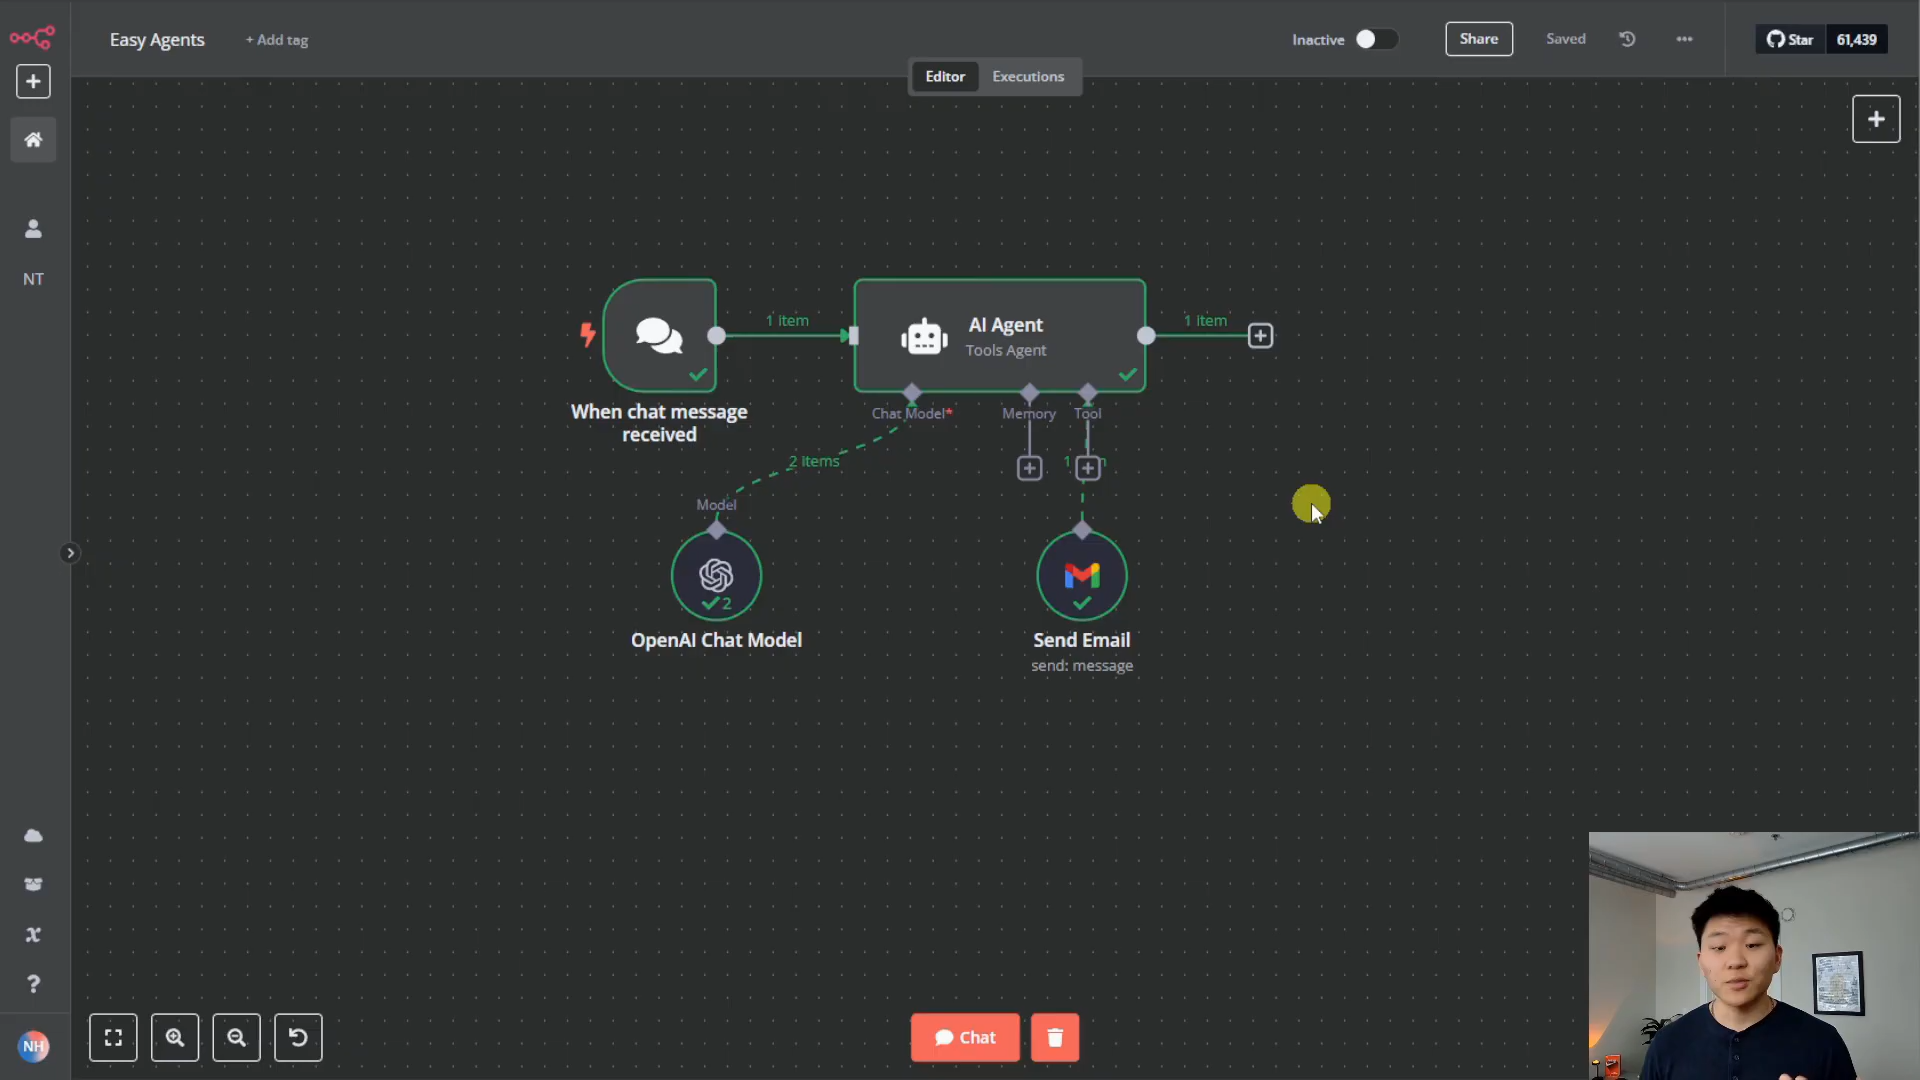 Easy Agents
+ Add tag
Inactive
Share
Saved
Star
61,439
Editor
Executions
NT
1 item
AI Agent
Tools Agent
1 item
Chat Model*
Memory
Tool
When chat message
received
2 items
1
Model
OpenAI Chat Model
2
Send Email
send: message
NH
Chat